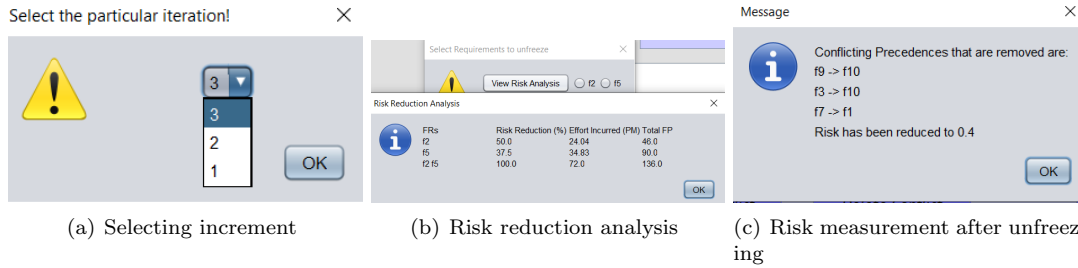 Select the particular iteration!
3
3
2
1
OK
(a) Selecting increment
Select Requirements to unfreeze
View Risk Analysis f2 f5
Risk Reduction Analysis
FRs Risk Reduction (%) Effort Incurred (PM) Total FP
f2 50.0 24.04 46.0
f5 37.5 34.83 90.0
f2 f5 100.0 72.0 136.0
OK
(b) Risk reduction analysis
Message
Conflicting Precedences that are removed are:
f9 -> f10
f3 -> f10
f7 -> f1
Risk has been reduced to 0.4
OK
(c) Risk measurement after unfreez
ing